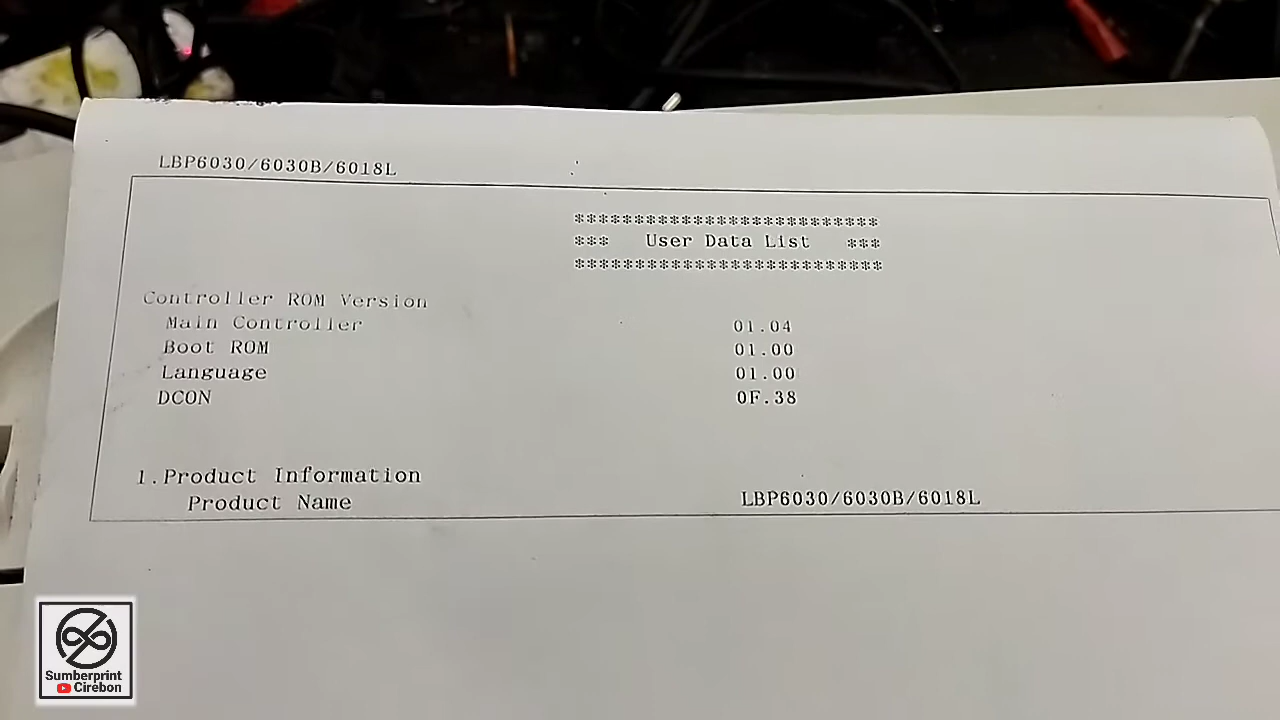 LBP6030/6030B/6018L
*************************
*** User Data List ***
*************************
Controller ROM Version
Main Controller 01.04
Boot ROM 01.00
Language 01.00
DCON 0F.38
1.Product Information
Product Name LBP6030/6030B/6018L
Sumberprint
Cirebon